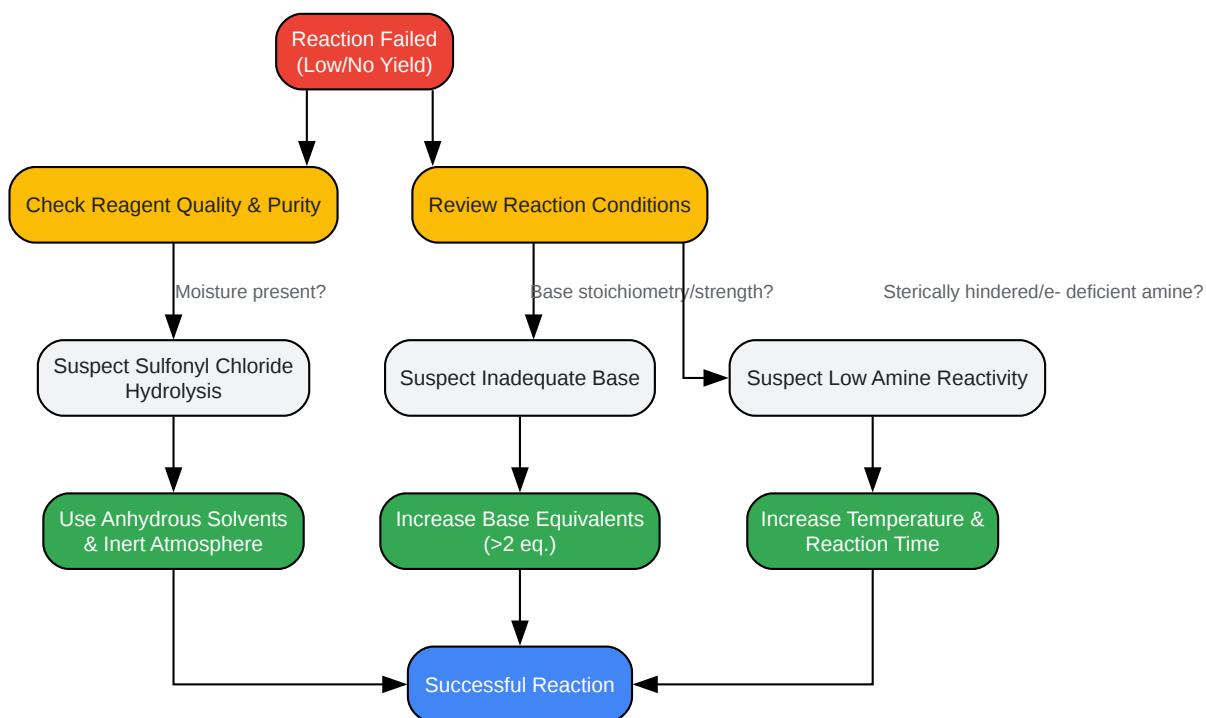 Reaction Failed
(Low/No Yield)
Check Reagent Quality & Purity
Review Reaction Conditions
Moisture present?
Base stoichiometry/strength?
Sterically hindered/e- deficient amine?
Suspect Sulfonyl Chloride
Hydrolysis
Suspect Inadequate Base
Suspect Low Amine Reactivity
Use Anhydrous Solvents
& Inert Atmosphere
Increase Base Equivalents
(>2 eq.)
Increase Temperature &
Reaction Time
Successful Reaction